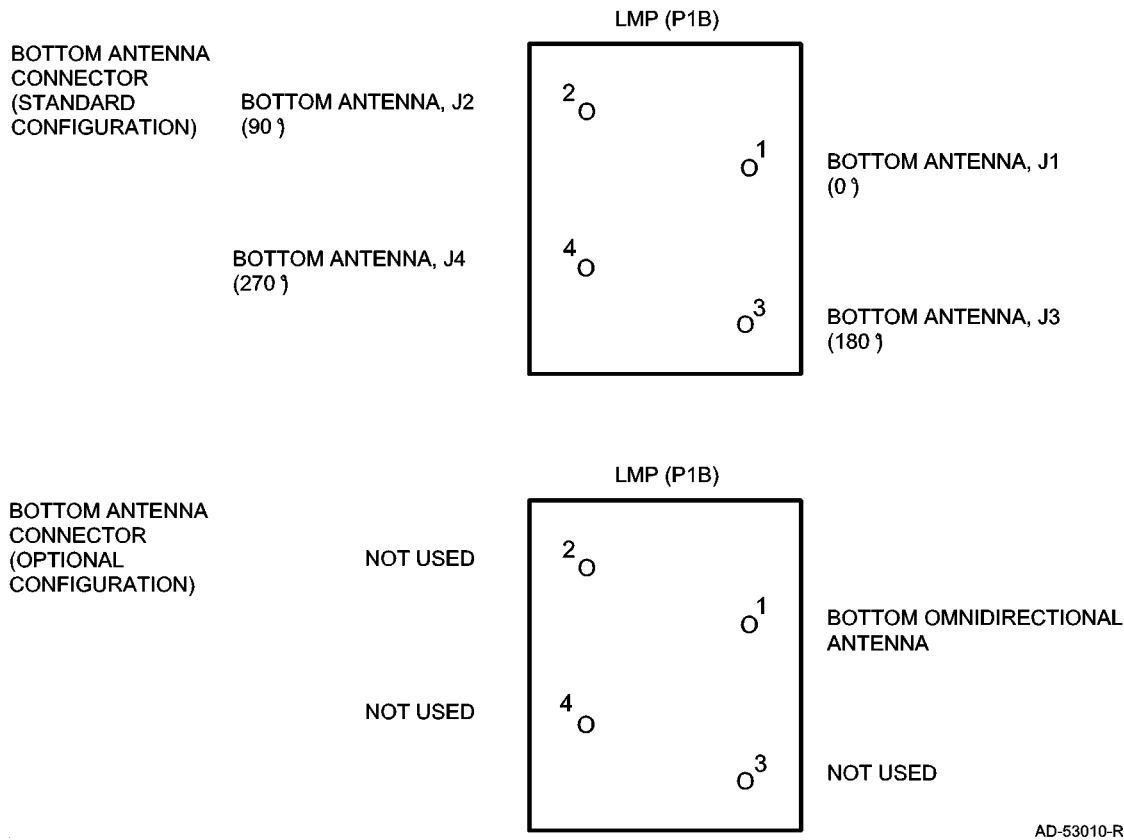 LMP (P1B)
BOTTOM ANTENNA
CONNECTOR
(STANDARD
CONFIGURATION)
BOTTOM ANTENNA, J2
(90°)
2
1
BOTTOM ANTENNA, J1
(0°)
BOTTOM ANTENNA, J4
(270°)
4
3
BOTTOM ANTENNA, J3
(180°)
LMP (P1B)
BOTTOM ANTENNA
CONNECTOR
(OPTIONAL
CONFIGURATION)
NOT USED
2
1
BOTTOM OMNIDIRECTIONAL
ANTENNA
NOT USED
4
3
NOT USED
AD-53010-R